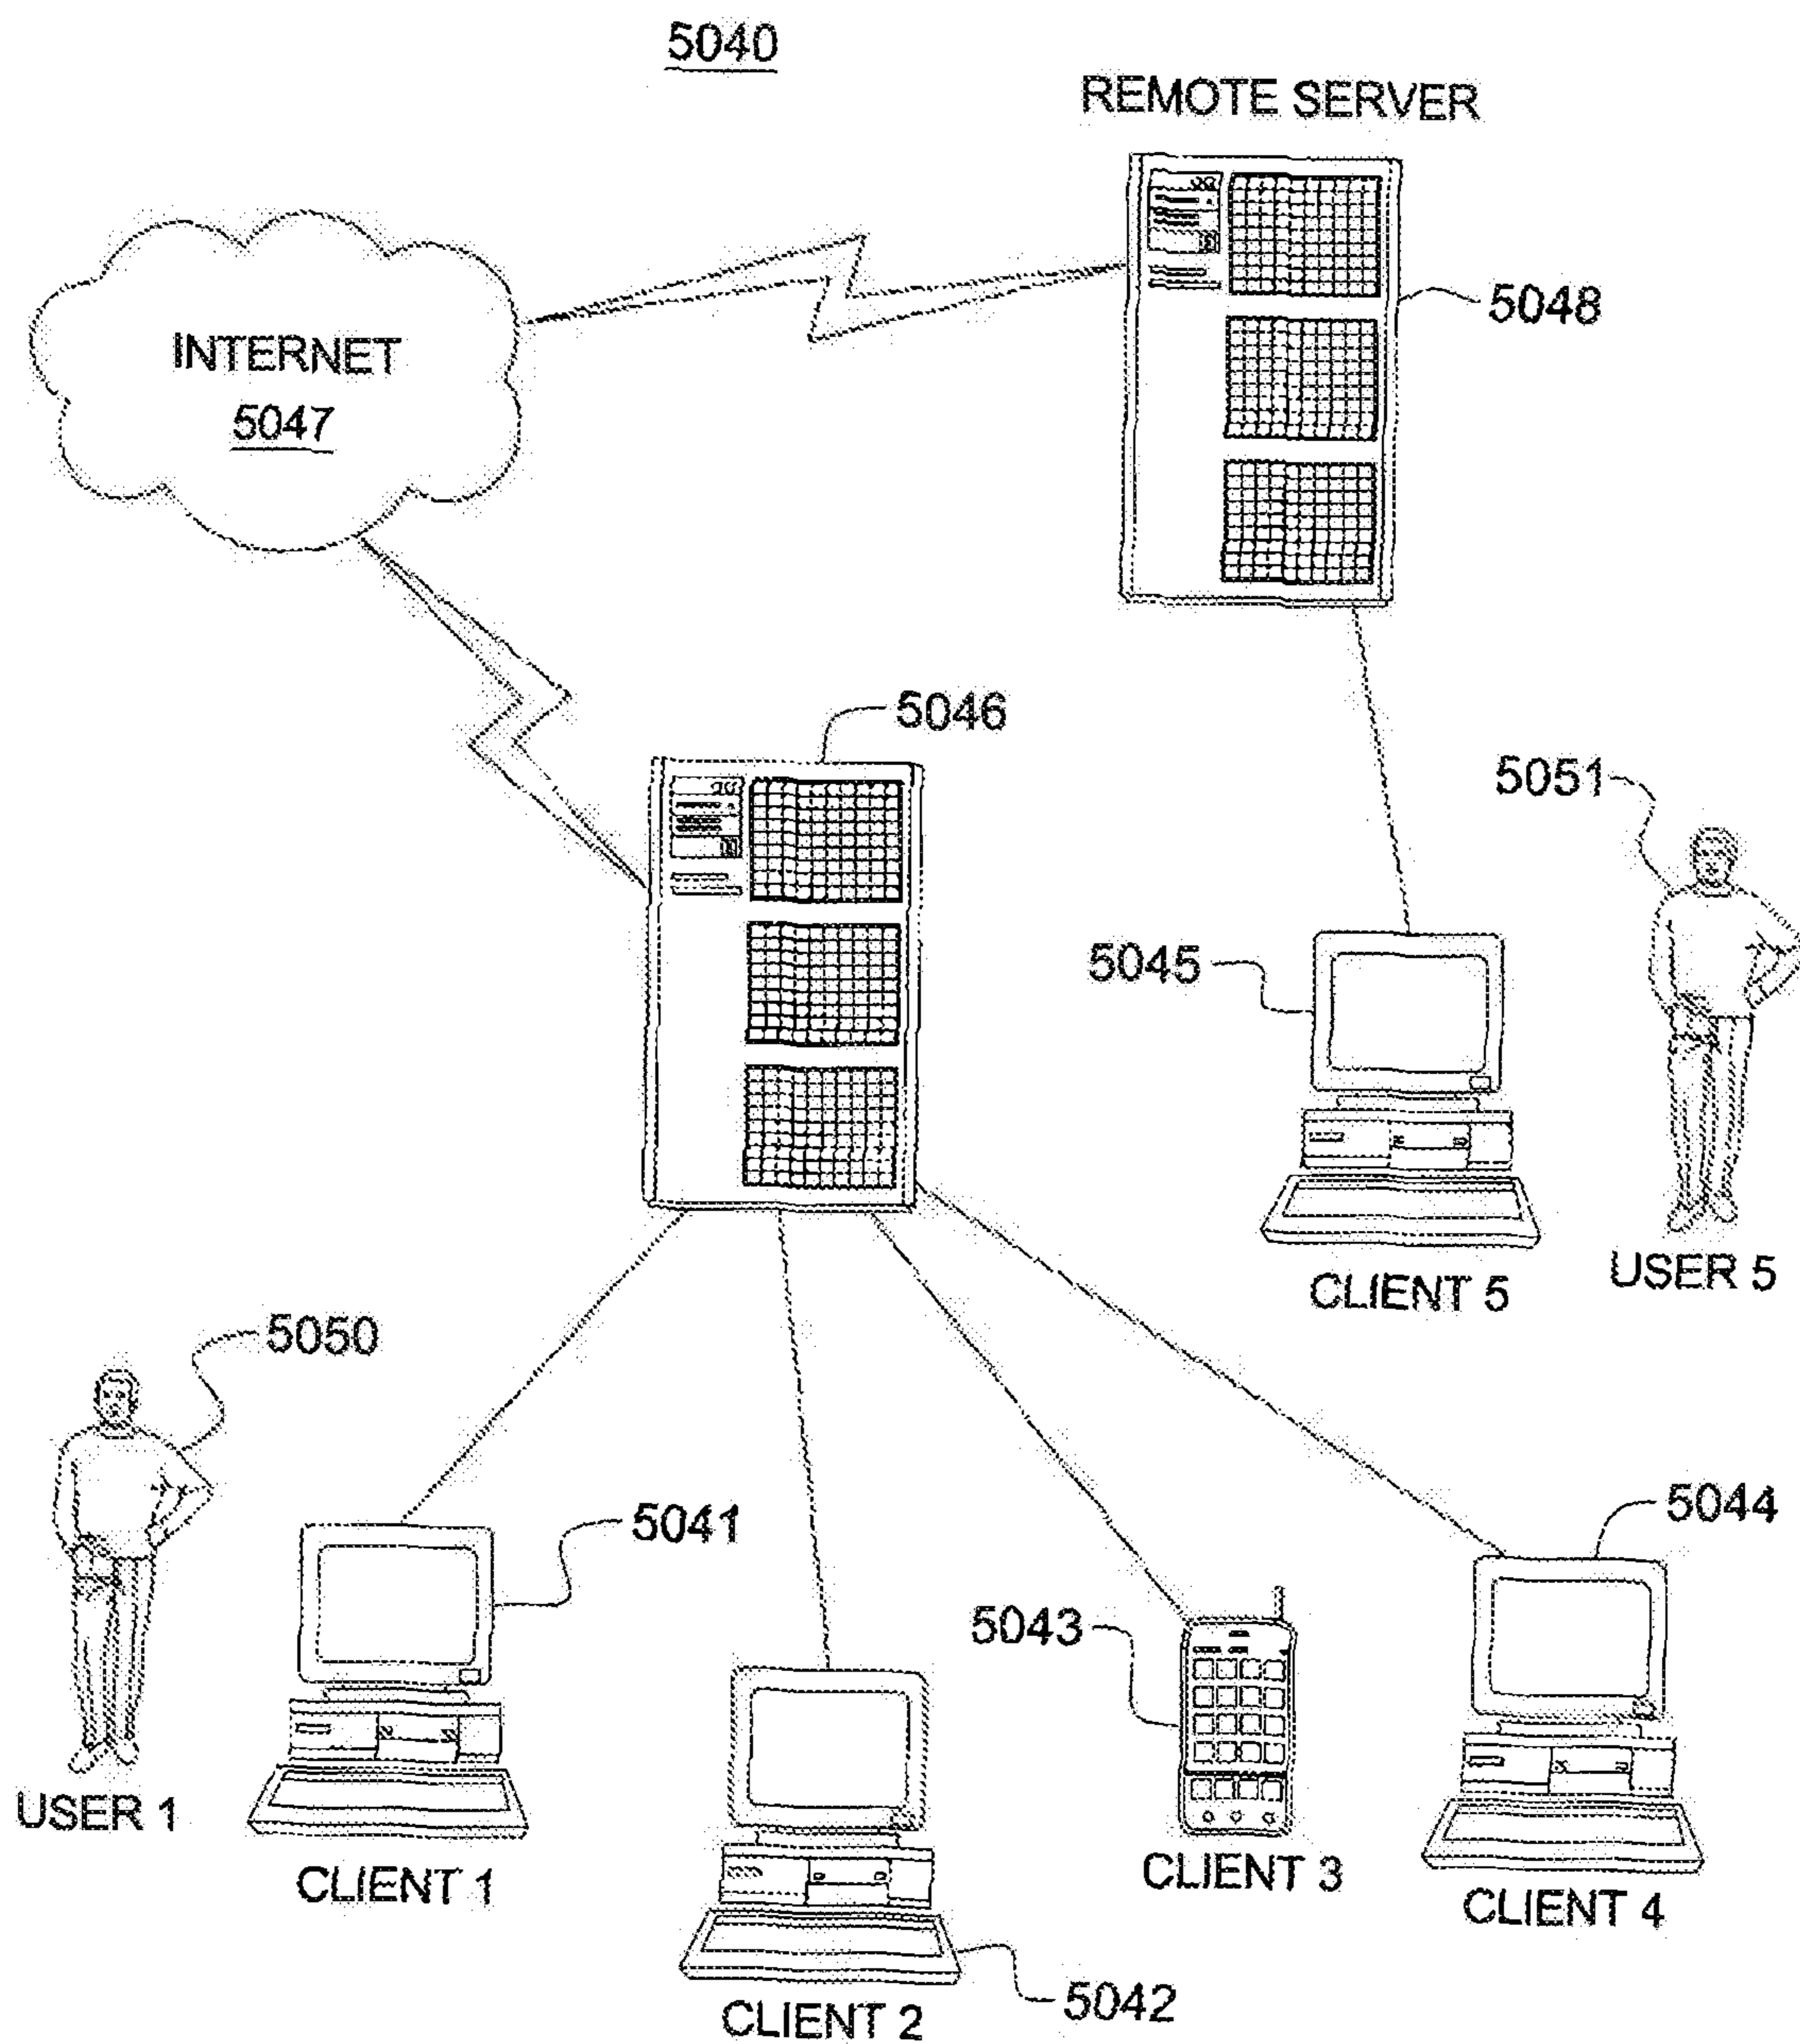 5040
REMOTE SERVER
INTERNET
5047
5048
5046
5051
5045
CLIENT 5
USER 5
5050
5041
5044
5043
USER 1
CLIENT 1
CLIENT 3
CLIENT 4
5042
CLIENT 2